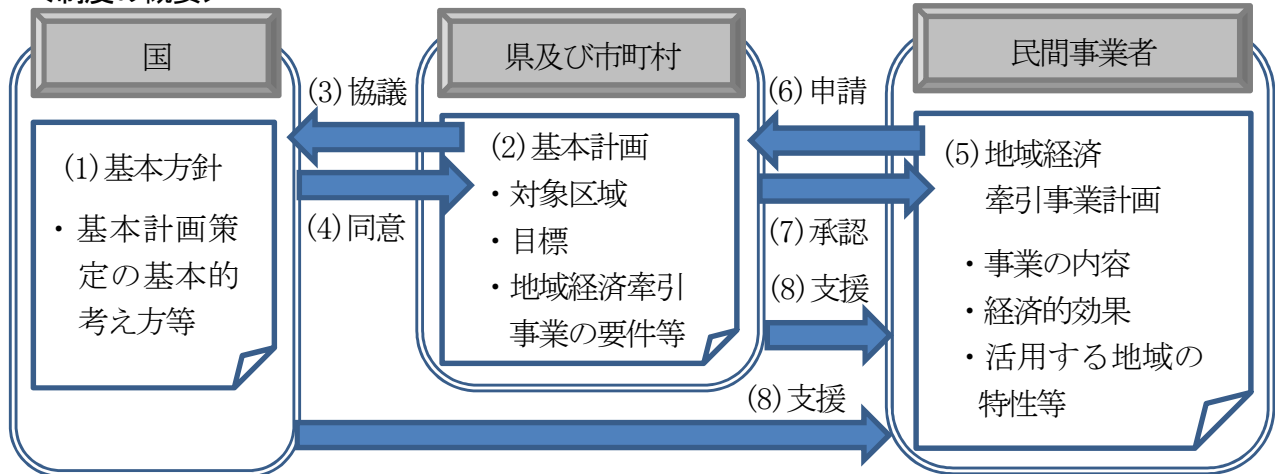 国
(1)基本方針
・基本計画策
定の基本的
考え方等
(3)協議
(4)同意
県及び市町村
(2)基本計画
・対象区域
・目標
・地域経済牽引
事業の要件等
(6)申請
(7)承認
(8)支援
(8)支援
民間事業者
(5)地域経済
牽引事業計画
・事業の内容
・経済的効果
・活用する地域の
特性等